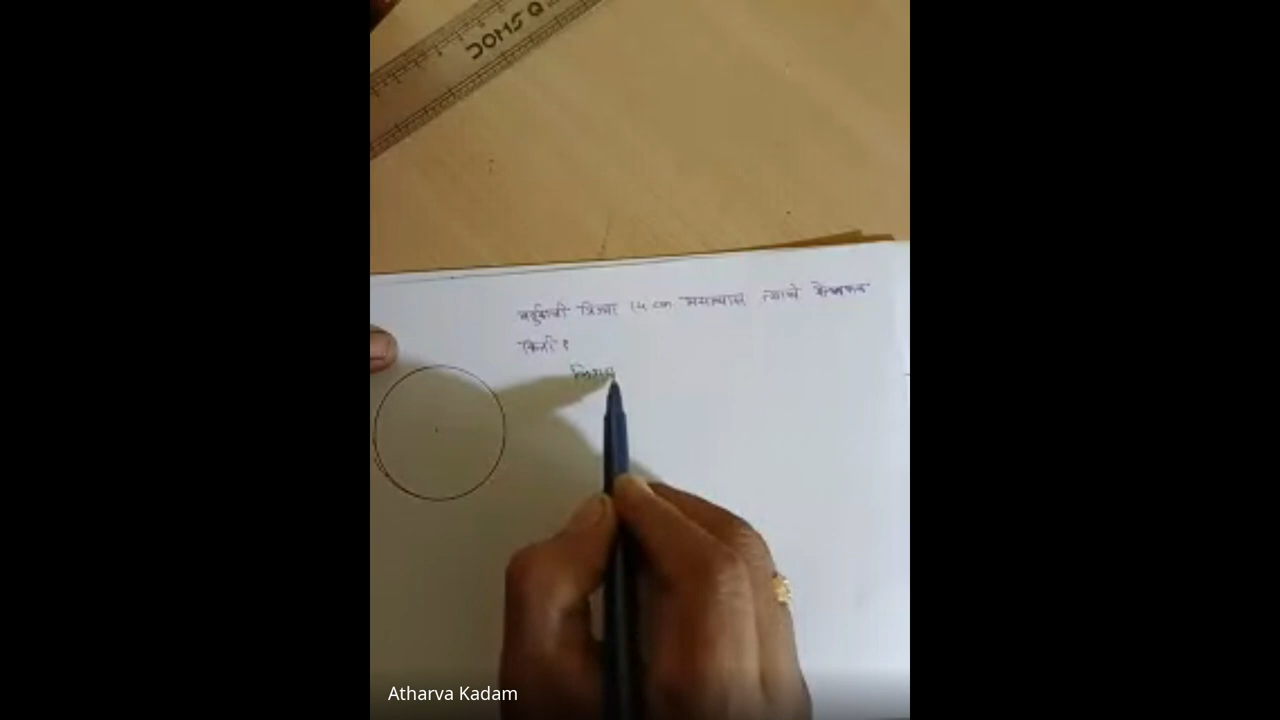 DOMS Q
वर्तुळाची त्रिज्या 14 cm असल्यास त्याचे क्षेत्रफळ
किती ?
Atharva Kadam